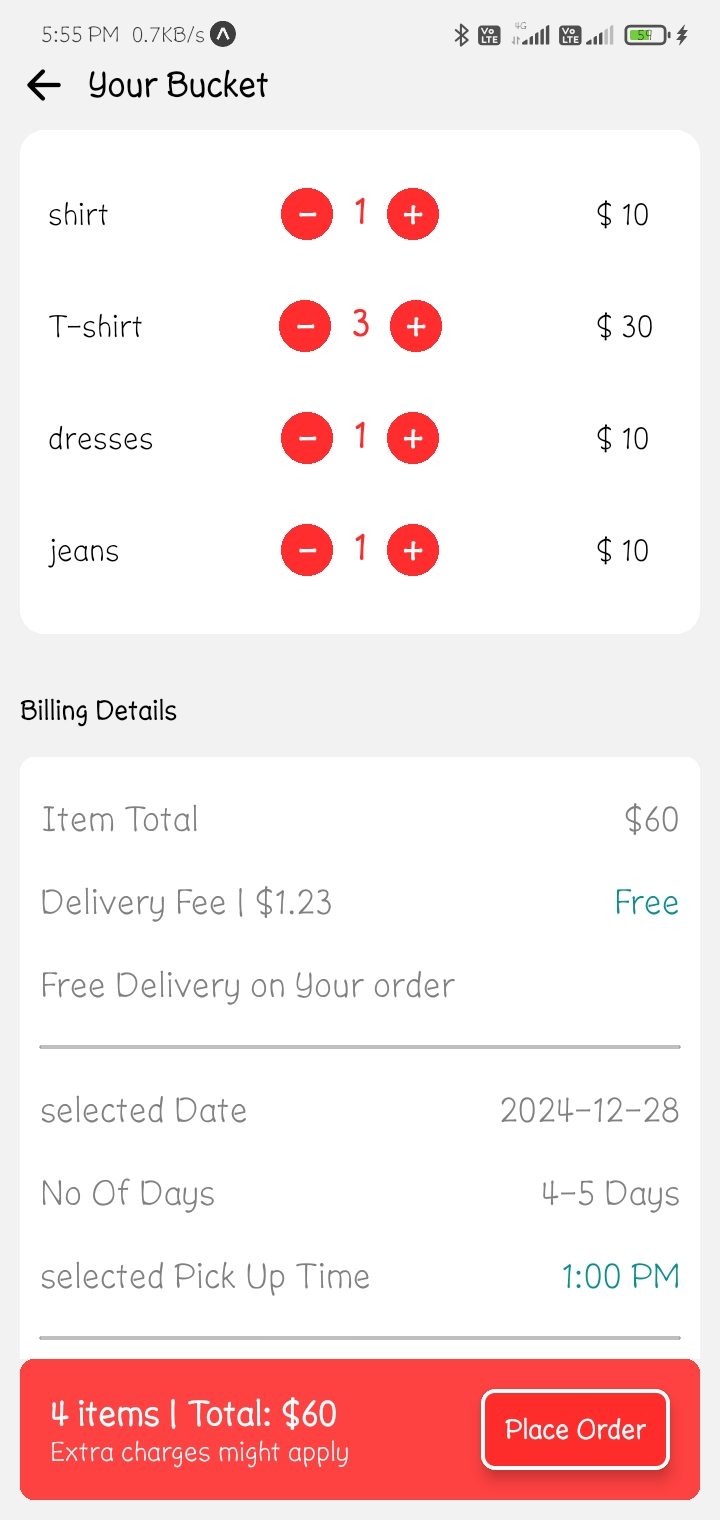 5:55 PM 0.7KB/s
4G
Vo LTE
Vo LTE
59
Your Bucket
shirt − 1 + $ 10
T-shirt − 3 + $ 30
dresses − 1 + $ 10
jeans − 1 + $ 10
Billing Details
Item Total $60
Delivery Fee | $1.23 Free
Free Delivery on Your order
selected Date 2024-12-28
No Of Days 4-5 Days
selected Pick Up Time 1:00 PM
4 items | Total: $60
Extra charges might apply
Place Order